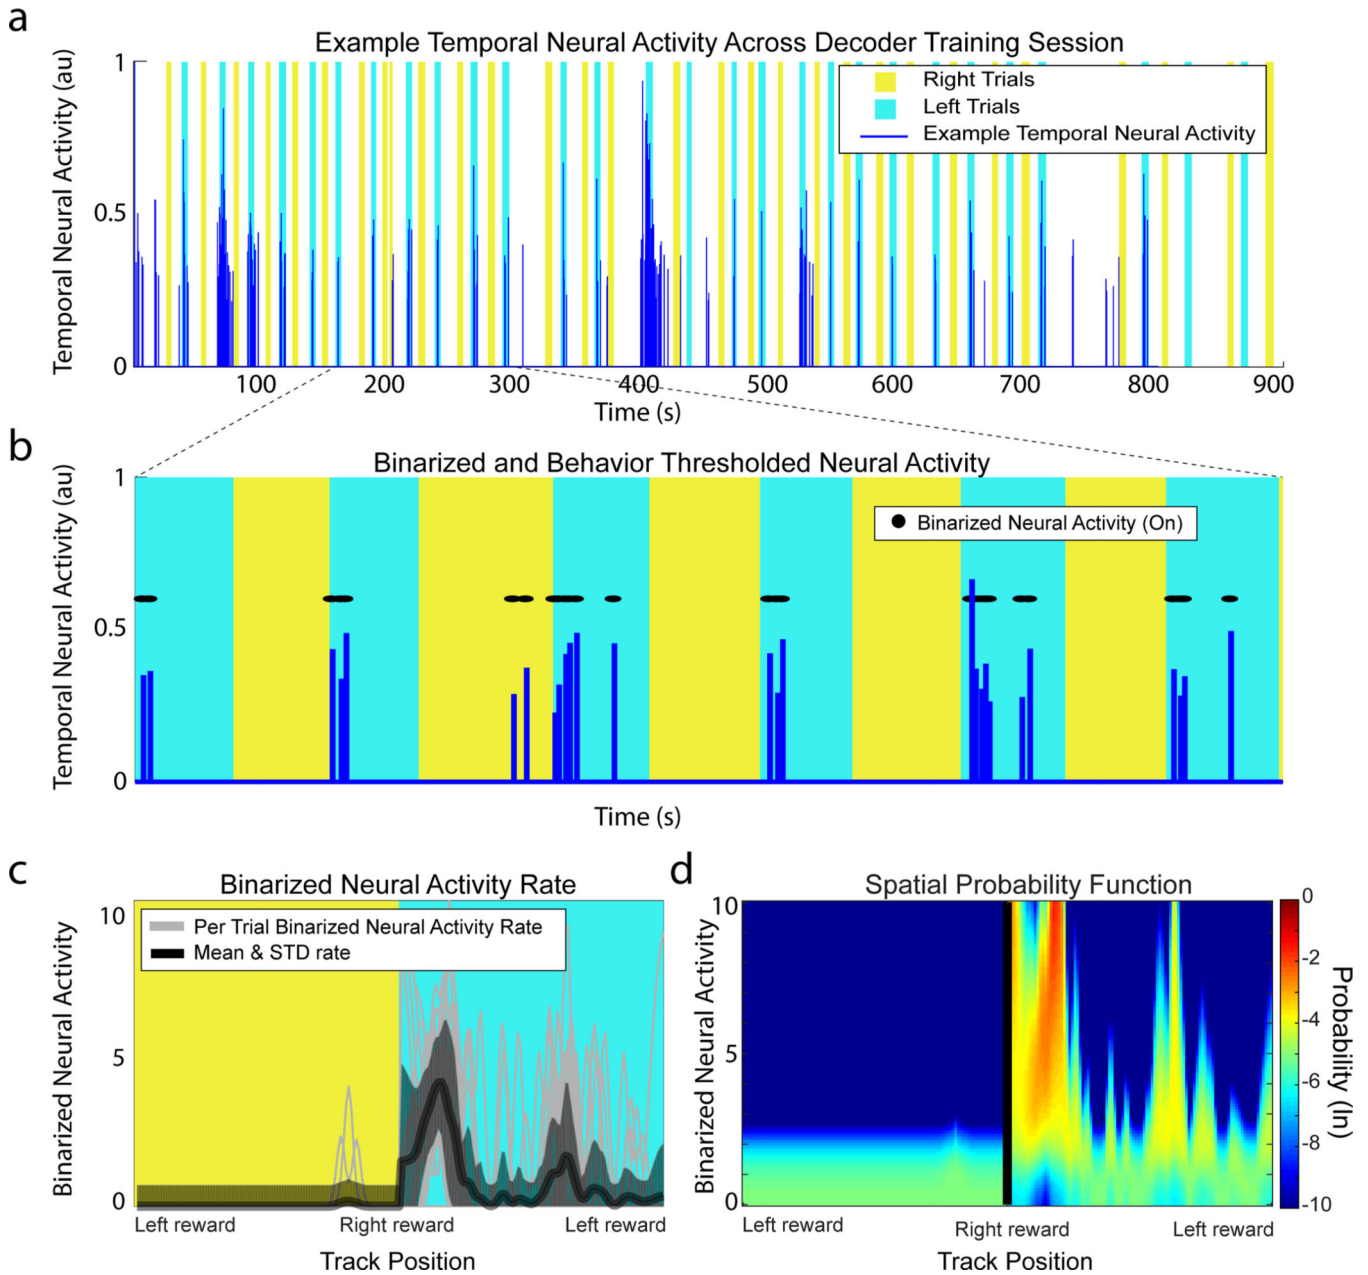 a
Example Temporal Neural Activity Across Decoder Training Session
Temporal Neural Activity (au)
1
0.5
0
Right Trials
Left Trials
Example Temporal Neural Activity
100 200 300 400 500 600 700 800 900
Time (s)
b
Binarized and Behavior Thresholded Neural Activity
Temporal Neural Activity (au)
1
0.5
0
Binarized Neural Activity (On)
Time (s)
c
Binarized Neural Activity Rate
Binarized Neural Activity
10
5
0
Per Trial Binarized Neural Activity Rate
Mean & STD rate
Left reward Right reward Left reward
Track Position
d
Spatial Probability Function
Binarized Neural Activity
10
5
0
Left reward Right reward Left reward
Track Position
0
-2
-4
-6
-8
-10
Probability (ln)